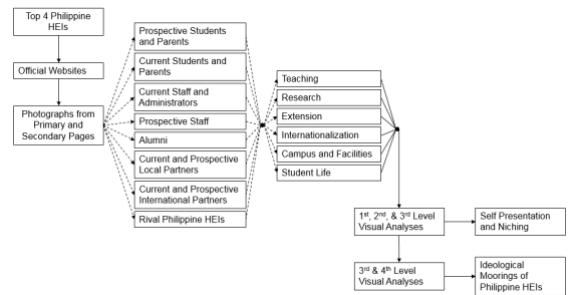 Top 4 Philippine
HEIs
Official Websites
Photographs from
Primary and
Secondary Pages
Prospective Students
and Parents
Current Students and
Parents
Current Staff and
Administrators
Prospective Staff
Alumni
Current and Prospective
Local Partners
Current and Prospective
International Partners
Rival Philippine HEIs
Teaching
Research
Extension
Internationalization
Campus and Facilities
Student Life
1st, 2nd, & 3rd Level
Visual Analyses
Self Presentation
and Niching
3rd & 4th Level
Visual Analyses
Ideological
Moorings of
Philippine HEIs